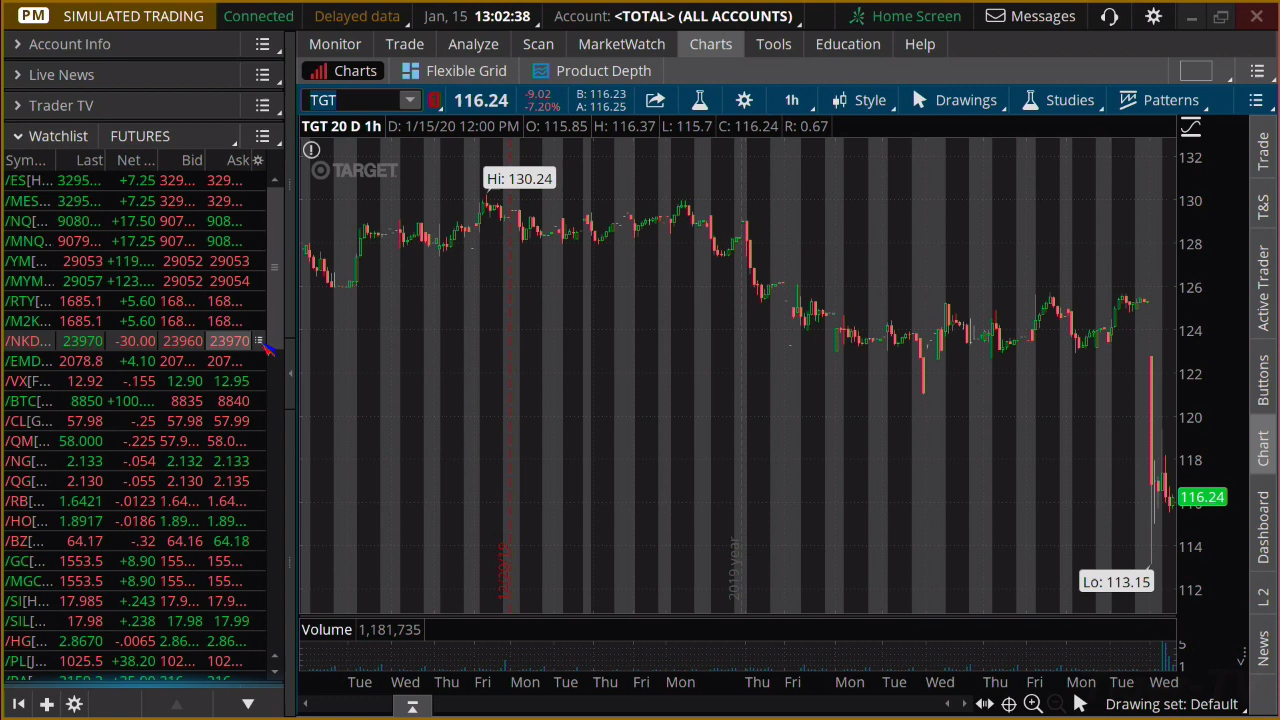 PM SIMULATED TRADING Connected Delayed data Jan, 15 13:02:38 Account: <TOTAL> (ALL ACCOUNTS) Home Screen Messages
Account Info
Live News
Trader TV
Watchlist FUTURES
Sym... Last Net ... Bid Ask
/ES[H... 3295... +7.25 329... 329...
/MES... 3295... +7.25 329... 329...
/NQ[... 9080... +17.50 907... 908...
/MNQ... 9079... +17.25 907... 908...
/YM[... 29053 +119.... 29052 29053
/MYM... 29057 +123.... 29052 29054
/RTY[... 1685.1 +5.60 168... 168...
/M2K... 1685.1 +5.60 168... 168...
/NKD... 23970 -30.00 23960 23970
/EMD... 2078.8 +4.10 207... 207...
/VX[F... 12.92 -.155 12.90 12.95
/BTC[... 8850 +100.... 8835 8840
/CL[G... 57.98 -.25 57.98 57.99
/QM[... 58.000 -.225 57.9... 58.0...
/NG[... 2.133 -.054 2.132 2.133
/QG[... 2.130 -.055 2.130 2.135
/RB[... 1.6421 -.0123 1.64... 1.64...
/HO[... 1.8917 -.0186 1.89... 1.89...
/BZ[... 64.17 -.32 64.16 64.18
/GC[... 1553.5 +8.90 155... 155...
/MGC... 1553.5 +8.90 155... 155...
/SI[H... 17.985 +.243 17.9... 17.9...
/SIL[... 17.98 +.238 17.98 17.99
/HG[... 2.8670 -.0065 2.86... 2.86...
/PL[J... 1025.5 +38.20 102... 102...
Monitor Trade Analyze Scan MarketWatch Charts Tools Education Help
Charts Flexible Grid Product Depth
TGT 116.24 -9.02 B: 116.23 1h Style Drawings Studies Patterns
-7.20% A: 116.25
TGT 20 D 1h D: 1/15/20 12:00 PM O: 115.85 H: 116.37 L: 115.7 C: 116.24 R: 0.67
TARGET
Hi: 130.24
Lo: 113.15
2019 year
132
130
128
126
124
122
120
118
116.24
114
112
Volume 1,181,735
5
1
Tue Wed Thu Fri Mon Tue Thu Fri Mon Thu Fri Mon Tue Wed Thu Fri Mon Tue Wed
Drawing set: Default
Trade
T&S
Active Trader
Buttons
Chart
Dashboard
L 2
News